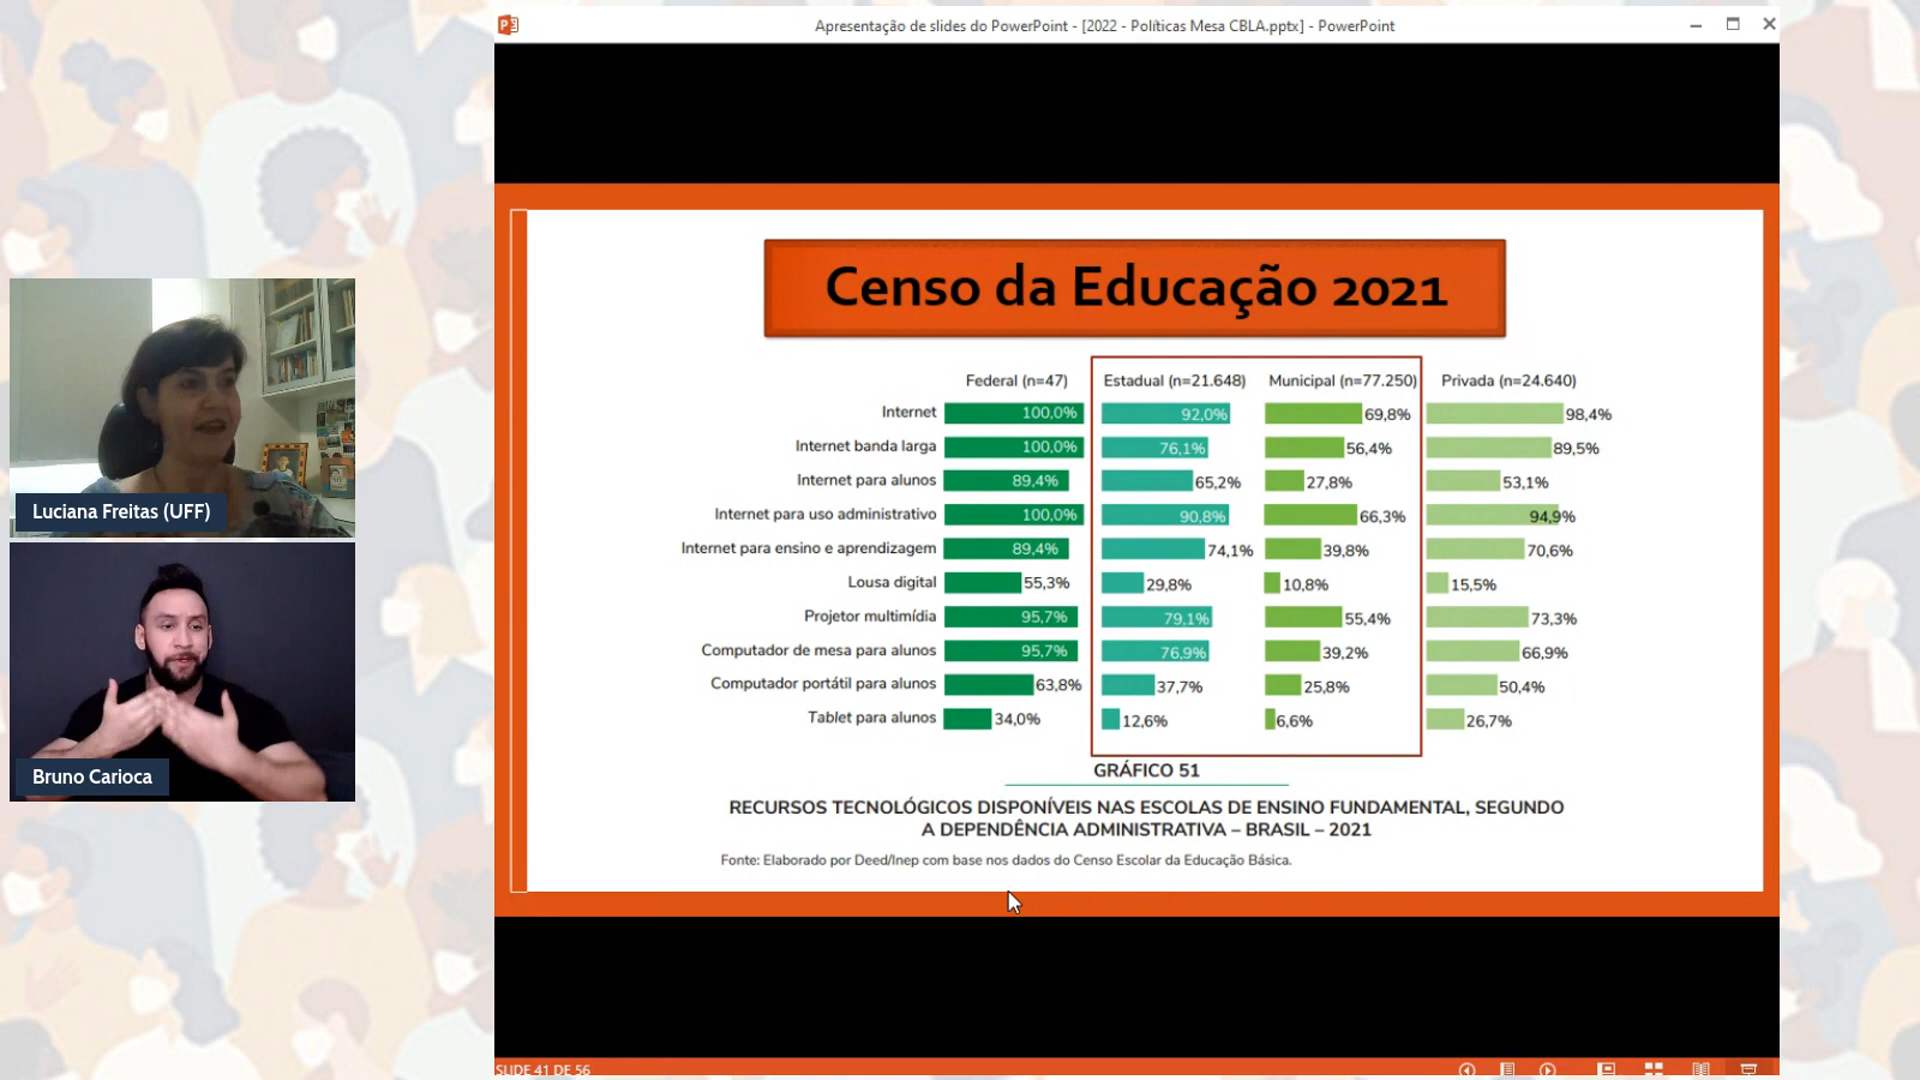 Apresentação de slides do PowerPoint - [2022 - Políticas Mesa CBLA.pptx] - PowerPoint
Censo da Educação 2021
Federal (n=47) Estadual (n=21.648) Municipal (n=77.250) Privada (n=24.640)
Internet 100,0% 92,0% 69,8% 98,4%
Internet banda larga 100,0% 76,1% 56,4% 89,5%
Internet para alunos 89,4% 65,2% 27,8% 53,1%
Internet para uso administrativo 100,0% 90,8% 66,3% 94,9%
Internet para ensino e aprendizagem 89,4% 74,1% 39,8% 70,6%
Lousa digital 55,3% 29,8% 10,8% 15,5%
Projetor multimídia 95,7% 79,1% 55,4% 73,3%
Computador de mesa para alunos 95,7% 76,9% 39,2% 66,9%
Computador portátil para alunos 63,8% 37,7% 25,8% 50,4%
Tablet para alunos 34,0% 12,6% 6,6% 26,7%
GRÁFICO 51
RECURSOS TECNOLÓGICOS DISPONÍVEIS NAS ESCOLAS DE ENSINO FUNDAMENTAL, SEGUNDO
A DEPENDÊNCIA ADMINISTRATIVA – BRASIL – 2021
Fonte: Elaborado por Deed/Inep com base nos dados do Censo Escolar da Educação Básica.
Luciana Freitas (UFF)
Bruno Carioca
SLIDE 41 DE 56